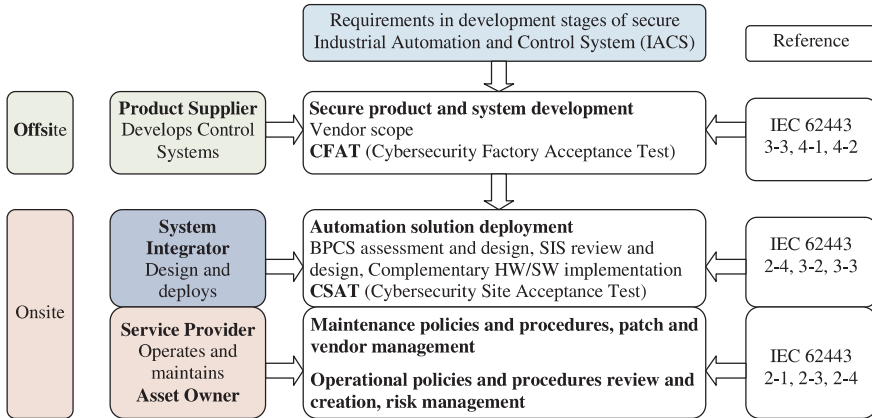 Requirements in development stages of secure
Industrial Automation and Control System (IACS)
Reference
Offsite
Product Supplier
Develops Control
Systems
Secure product and system development
Vendor scope
CFAT (Cybersecurity Factory Acceptance Test)
IEC 62443
3-3, 4-1, 4-2
Onsite
System
Integrator
Design and
deploys
Automation solution deployment
BPCS assessment and design, SIS review and
design, Complementary HW/SW implementation
CSAT (Cybersecurity Site Acceptance Test)
IEC 62443
2-4, 3-2, 3-3
Service Provider
Operates and
maintains
Asset Owner
Maintenance policies and procedures, patch and
vendor management
Operational policies and procedures review and
creation, risk management
IEC 62443
2-1, 2-3, 2-4